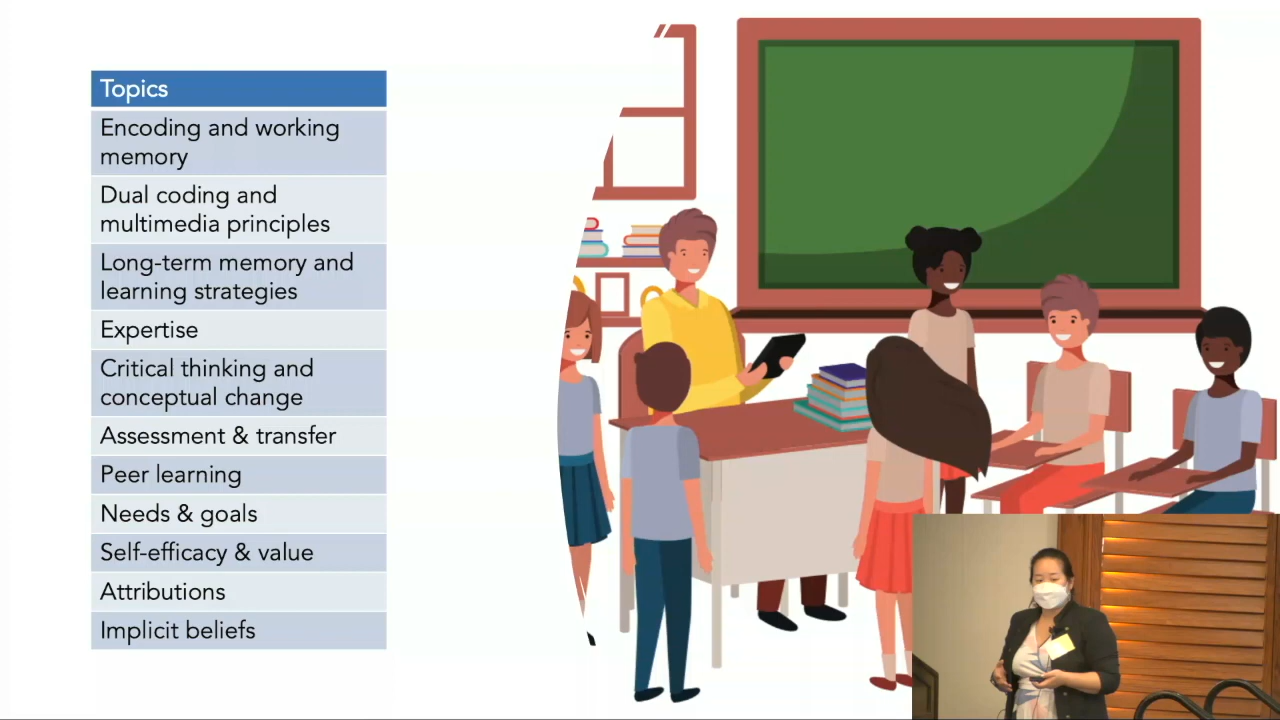 Topics
Encoding and working
memory
Dual coding and
multimedia principles
Long-term memory and
learning strategies
Expertise
Critical thinking and
conceptual change
Assessment & transfer
Peer learning
Needs & goals
Self-efficacy & value
Attributions
Implicit beliefs